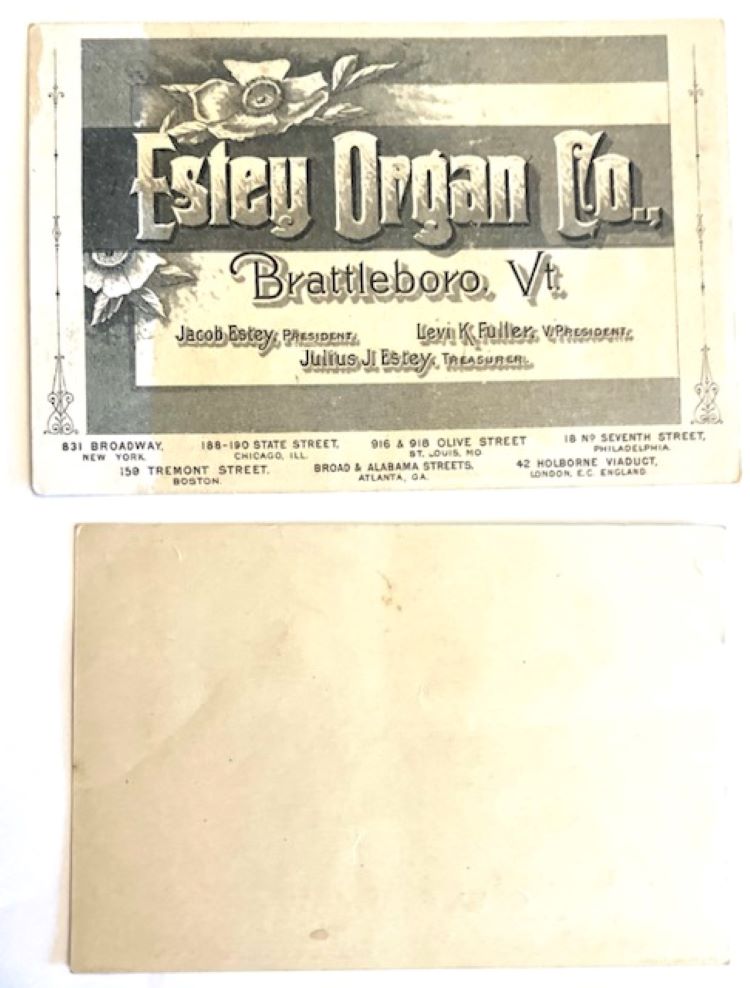 Estey Organ Co.,
Brattleboro, Vt.
Jacob Estey, PRESIDENT, Levi K. Fuller, V. PRESIDENT,
Julius J. Estey, TREASURER.
831 BROADWAY, 188-190 STATE STREET, 916 & 918 OLIVE STREET 18 NO SEVENTH STREET,
NEW YORK. CHICAGO, ILL. ST. LOUIS, MO PHILADELPHIA.
159 TREMONT STREET. BROAD & ALABAMA STREETS, 42 HOLBORNE VIADUCT,
BOSTON. ATLANTA, GA. LONDON, E.C. ENGLAND